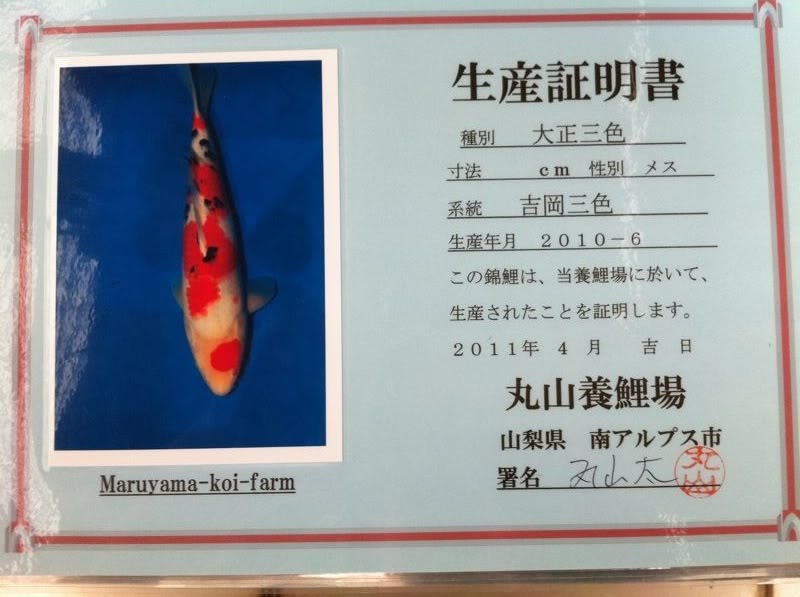 生産証明書
種別 大正三色
寸法 cm 性別 メス
系統 吉岡三色
生産年月 2010-6
この錦鯉は、当養鯉場に於いて、
生産されたことを証明します。
2011年 4 月 吉 日
丸山養鯉場
山梨県 南アルプス市
署名 丸山太
丸山
Maruyama-koi-farm